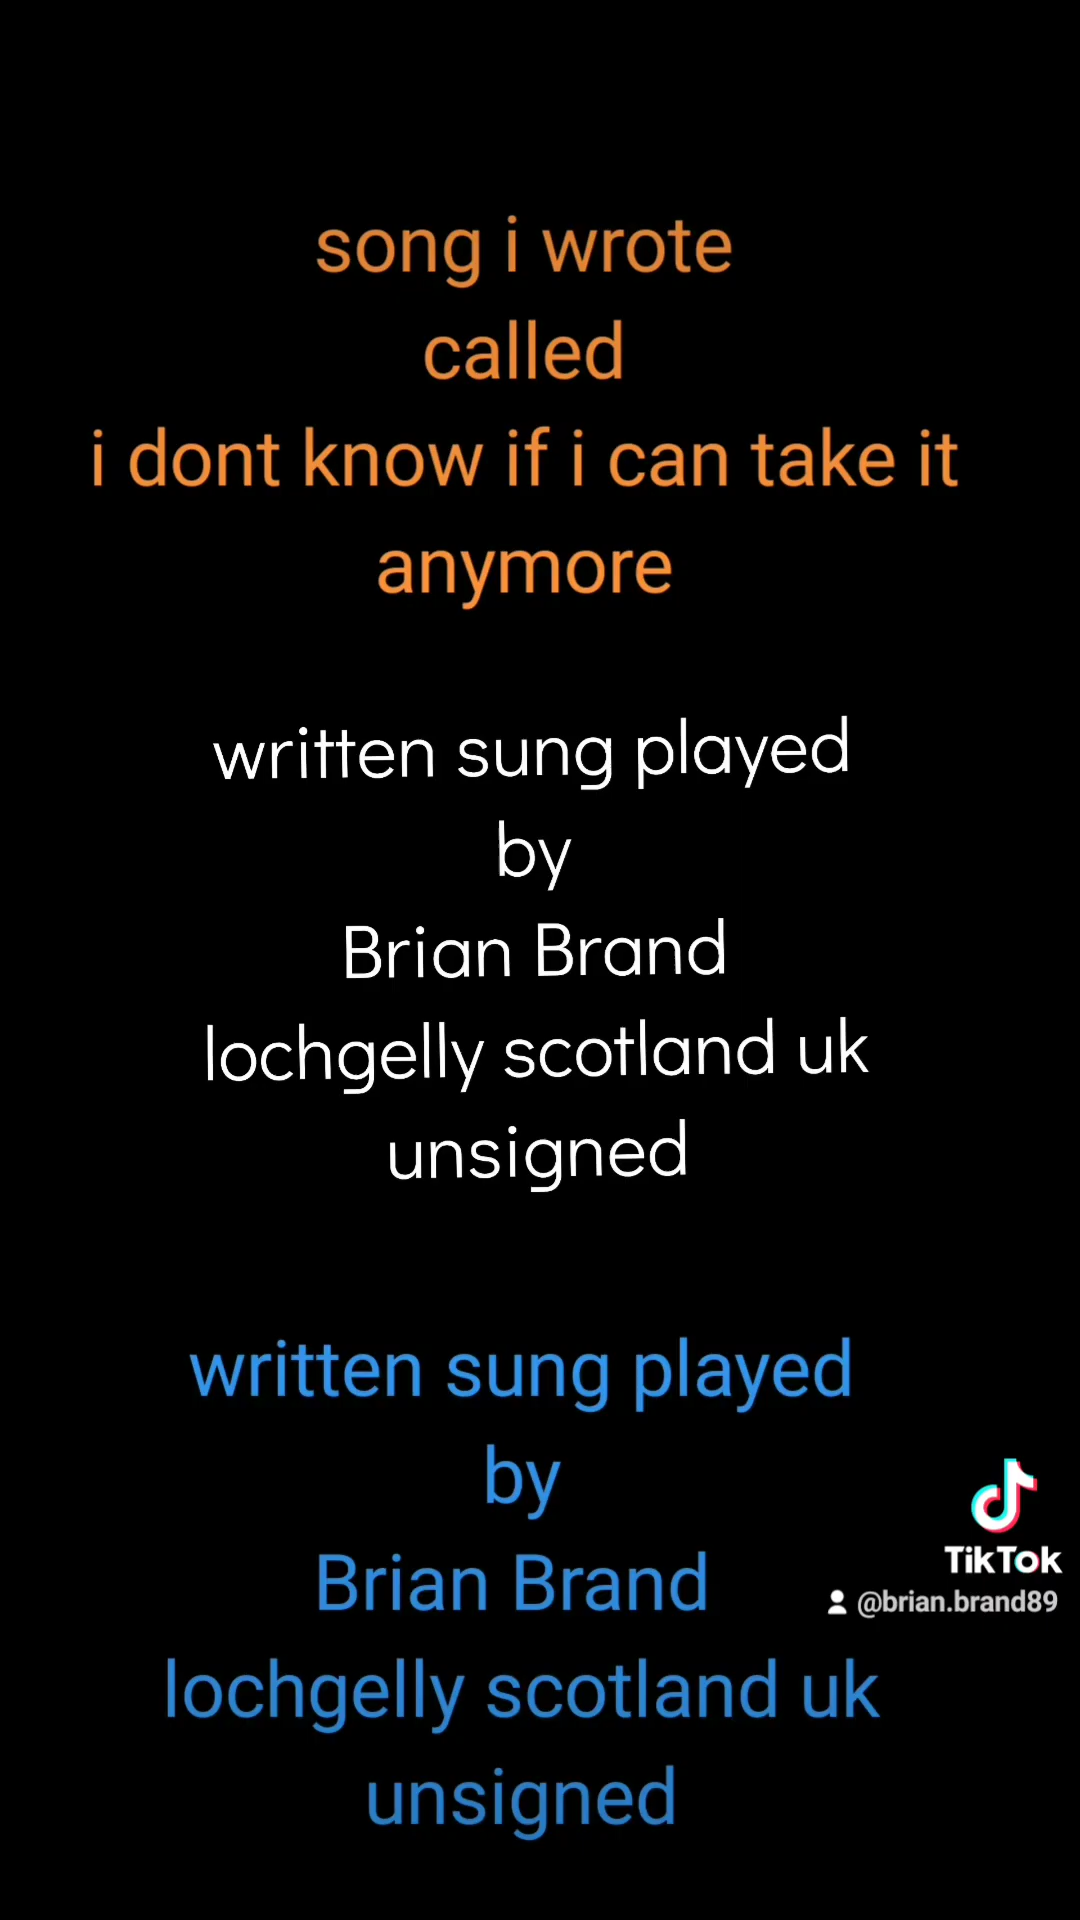 song i wrote
called
i dont know if i can take it
anymore
written sung played
by
Brian Brand
lochgelly scotland uk
unsigned
written sung played
by
Brian Brand
lochgelly scotland uk
unsigned
TikTok
@brian.brand89